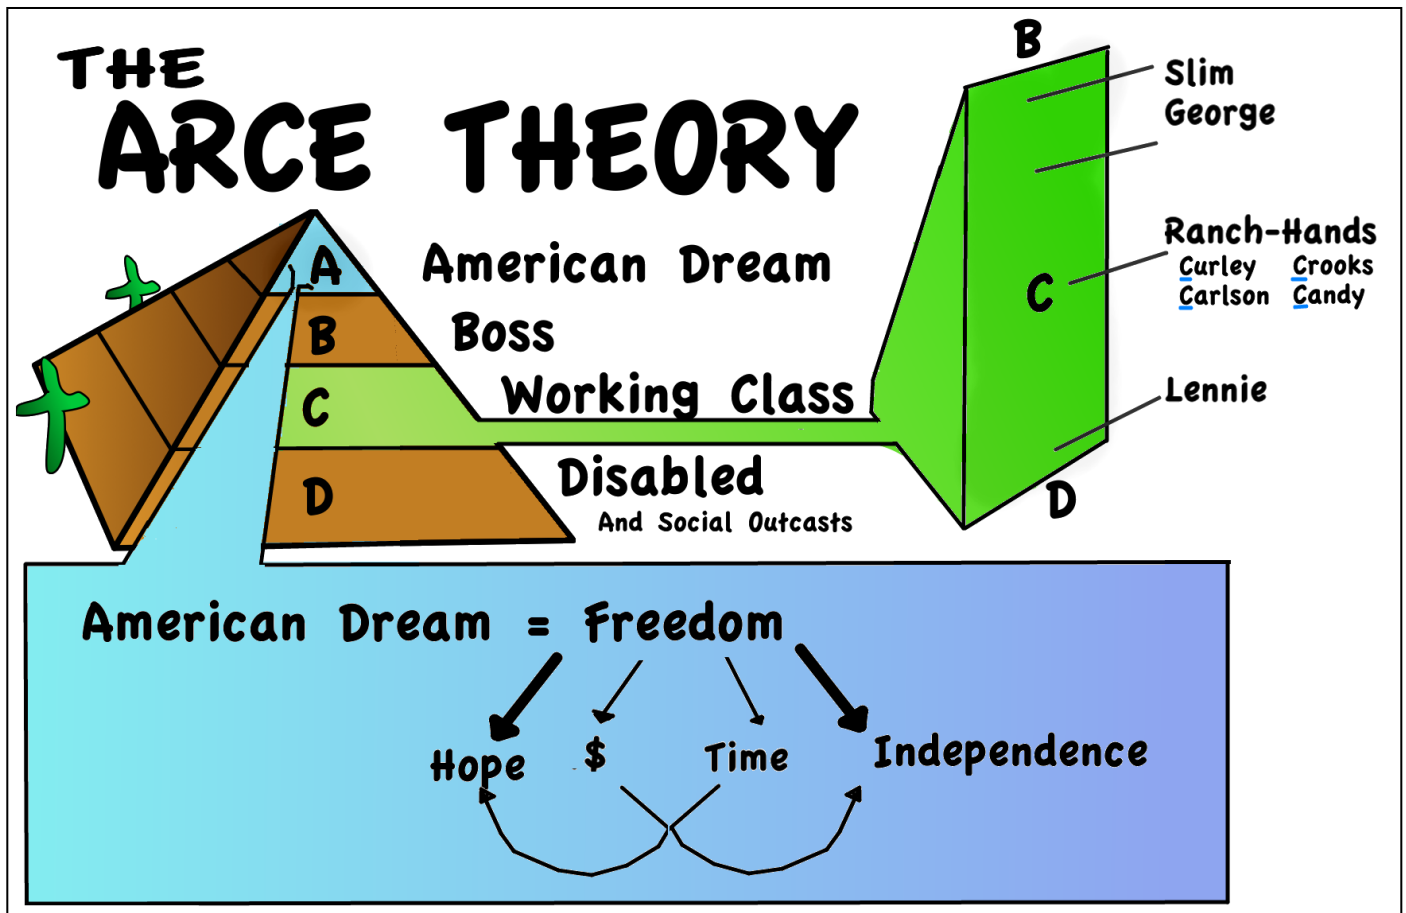 THE
ARCE THEORY
A
American Dream
B
Boss
C
Working Class
D
Disabled
And Social Outcasts
B
Slim
George
C
Ranch-Hands
Curley Crooks
Carlson Candy
Lennie
D
American Dream = Freedom
Hope $ Time Independence